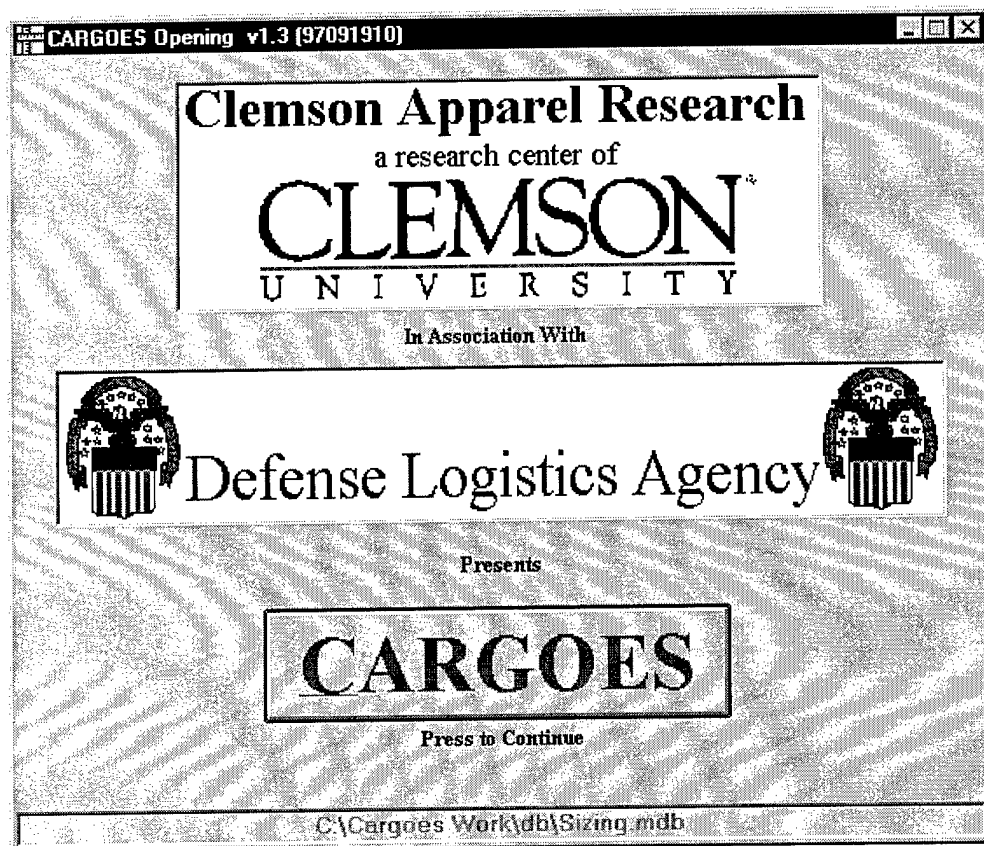 CARGOES Opening v1.3 (97091910)
Clemson Apparel Research
a research center of
CLEMSON
UNIVERSITY
In Association With
Defense Logistics Agency
Presents
CARGOES
Press to Continue
C:\Cargoes Work\db\Sizing.mdb